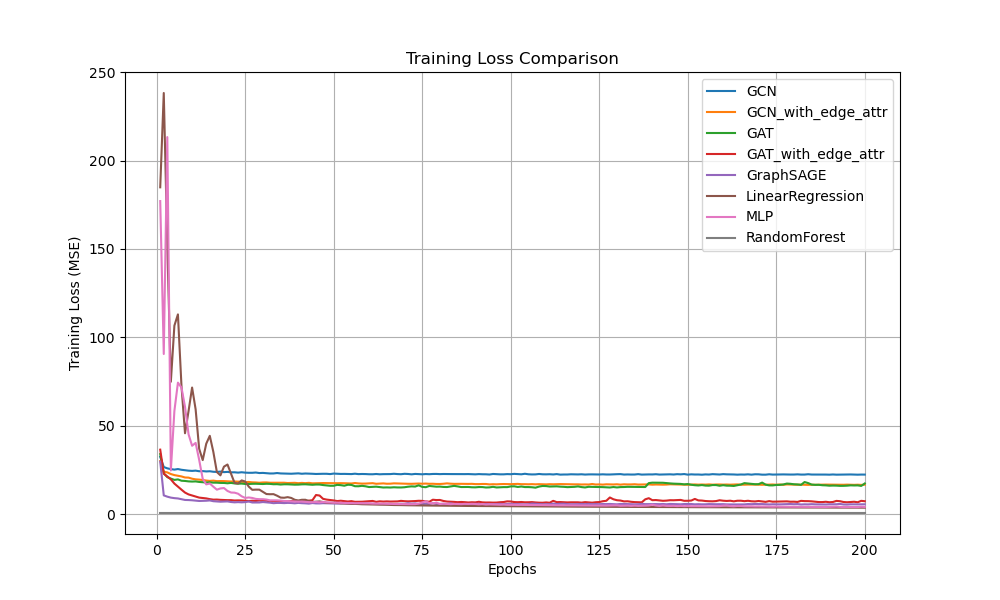 Training Loss Comparison
250
200
150
100
50
0
Training Loss (MSE)
GCN
GCN_with_edge_attr
GAT
GAT_with_edge_attr
GraphSAGE
LinearRegression
MLP
RandomForest
0 25 50 75 100 125 150 175 200
Epochs